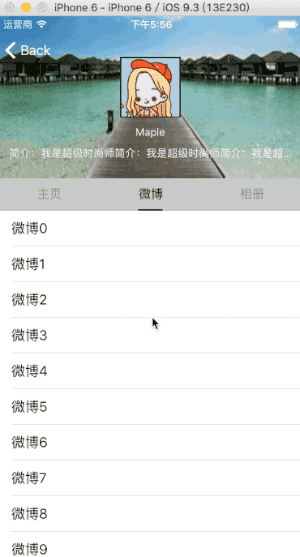 iPhone 6 - iPhone 6 / iOS 9.3 (13E230)
运营商 下午5:56
Back
Maple
简介：我是超级时尚师简介：我是超级时尚师简介：我是超...
主页 微博 相册
微博0
微博1
微博2
微博3
微博4
微博5
微博6
微博7
微博8
微博9